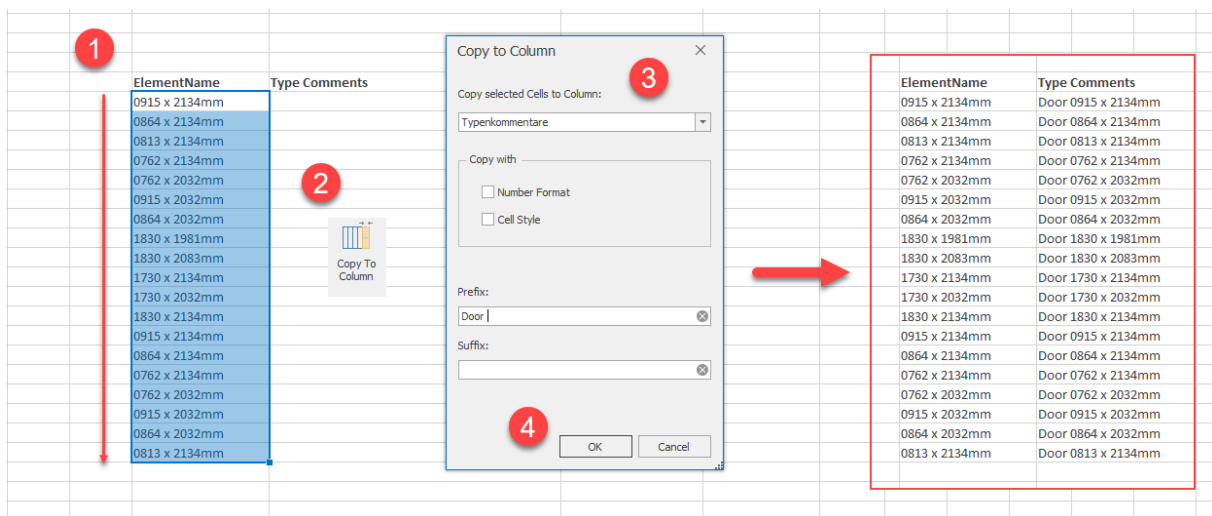 1
ElementName Type Comments
0915 x 2134mm
0864 x 2134mm
0813 x 2134mm
0762 x 2134mm
0762 x 2032mm
0915 x 2032mm
0864 x 2032mm
1830 x 1981mm
1830 x 2083mm
1730 x 2134mm
1730 x 2032mm
1830 x 2134mm
0915 x 2134mm
0864 x 2134mm
0762 x 2134mm
0762 x 2032mm
0915 x 2032mm
0864 x 2032mm
0813 x 2134mm
2
Copy To
Column
Copy to Column
3
Copy selected Cells to Column:
Typenkommentare
Copy with
Number Format
Cell Style
Prefix:
Door
Suffix:
4
OK Cancel
ElementName Type Comments
0915 x 2134mm Door 0915 x 2134mm
0864 x 2134mm Door 0864 x 2134mm
0813 x 2134mm Door 0813 x 2134mm
0762 x 2134mm Door 0762 x 2134mm
0762 x 2032mm Door 0762 x 2032mm
0915 x 2032mm Door 0915 x 2032mm
0864 x 2032mm Door 0864 x 2032mm
1830 x 1981mm Door 1830 x 1981mm
1830 x 2083mm Door 1830 x 2083mm
1730 x 2134mm Door 1730 x 2134mm
1730 x 2032mm Door 1730 x 2032mm
1830 x 2134mm Door 1830 x 2134mm
0915 x 2134mm Door 0915 x 2134mm
0864 x 2134mm Door 0864 x 2134mm
0762 x 2134mm Door 0762 x 2134mm
0762 x 2032mm Door 0762 x 2032mm
0915 x 2032mm Door 0915 x 2032mm
0864 x 2032mm Door 0864 x 2032mm
0813 x 2134mm Door 0813 x 2134mm